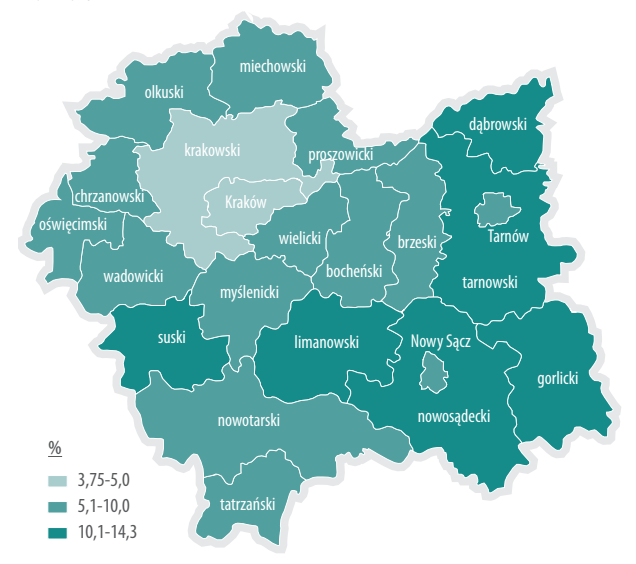 miechowski
olkuski
dąbrowski
krakowski
proszowicki
chrzanowski
Kraków
oświęcimski
wielicki
brzeski
Tarnów
wadowicki
bocheński
tarnowski
myślenicki
suski
limanowski
Nowy Sącz
gorlicki
nowotarski
nowosądecki
%
3,75-5,0
5,1-10,0
10,1-14,3
tatrzański